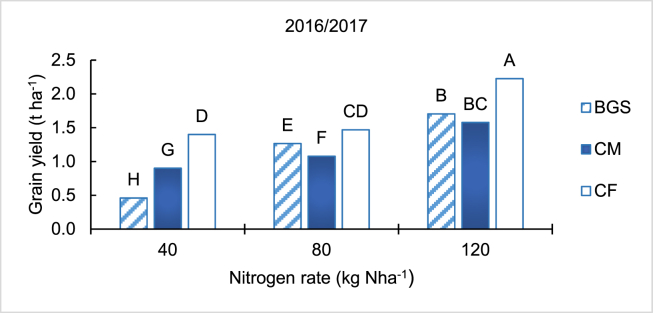 2016/2017
Grain yield (t ha-1)
2.5
2.0
1.5
1.0
0.5
0.0
H
G
D
E
F
CD
B
BC
A
40
80
120
Nitrogen rate (kg Nha-1)
BGS
CM
CF